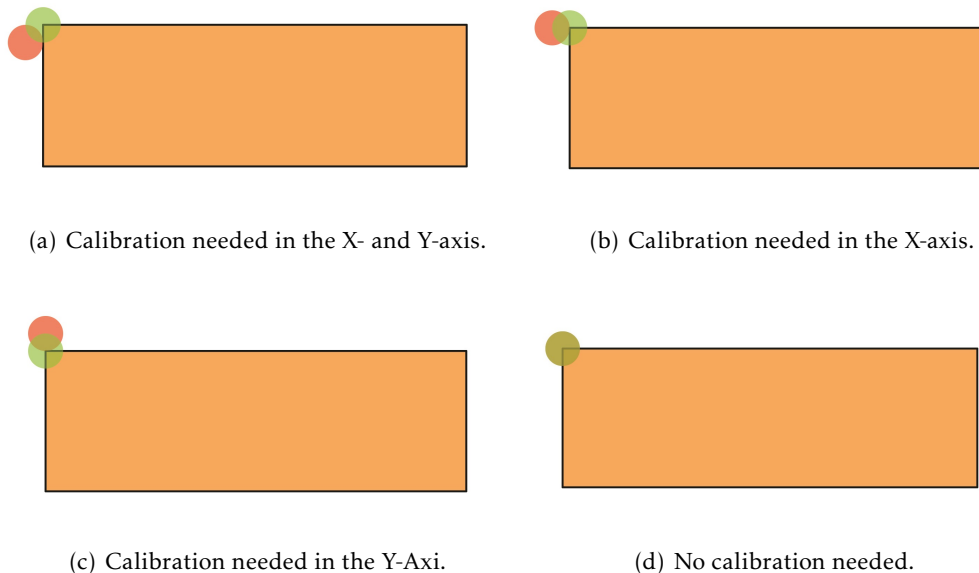 (a) Calibration needed in the X- and Y-axis.
(b) Calibration needed in the X-axis.
(c) Calibration needed in the Y-Axi.
(d) No calibration needed.